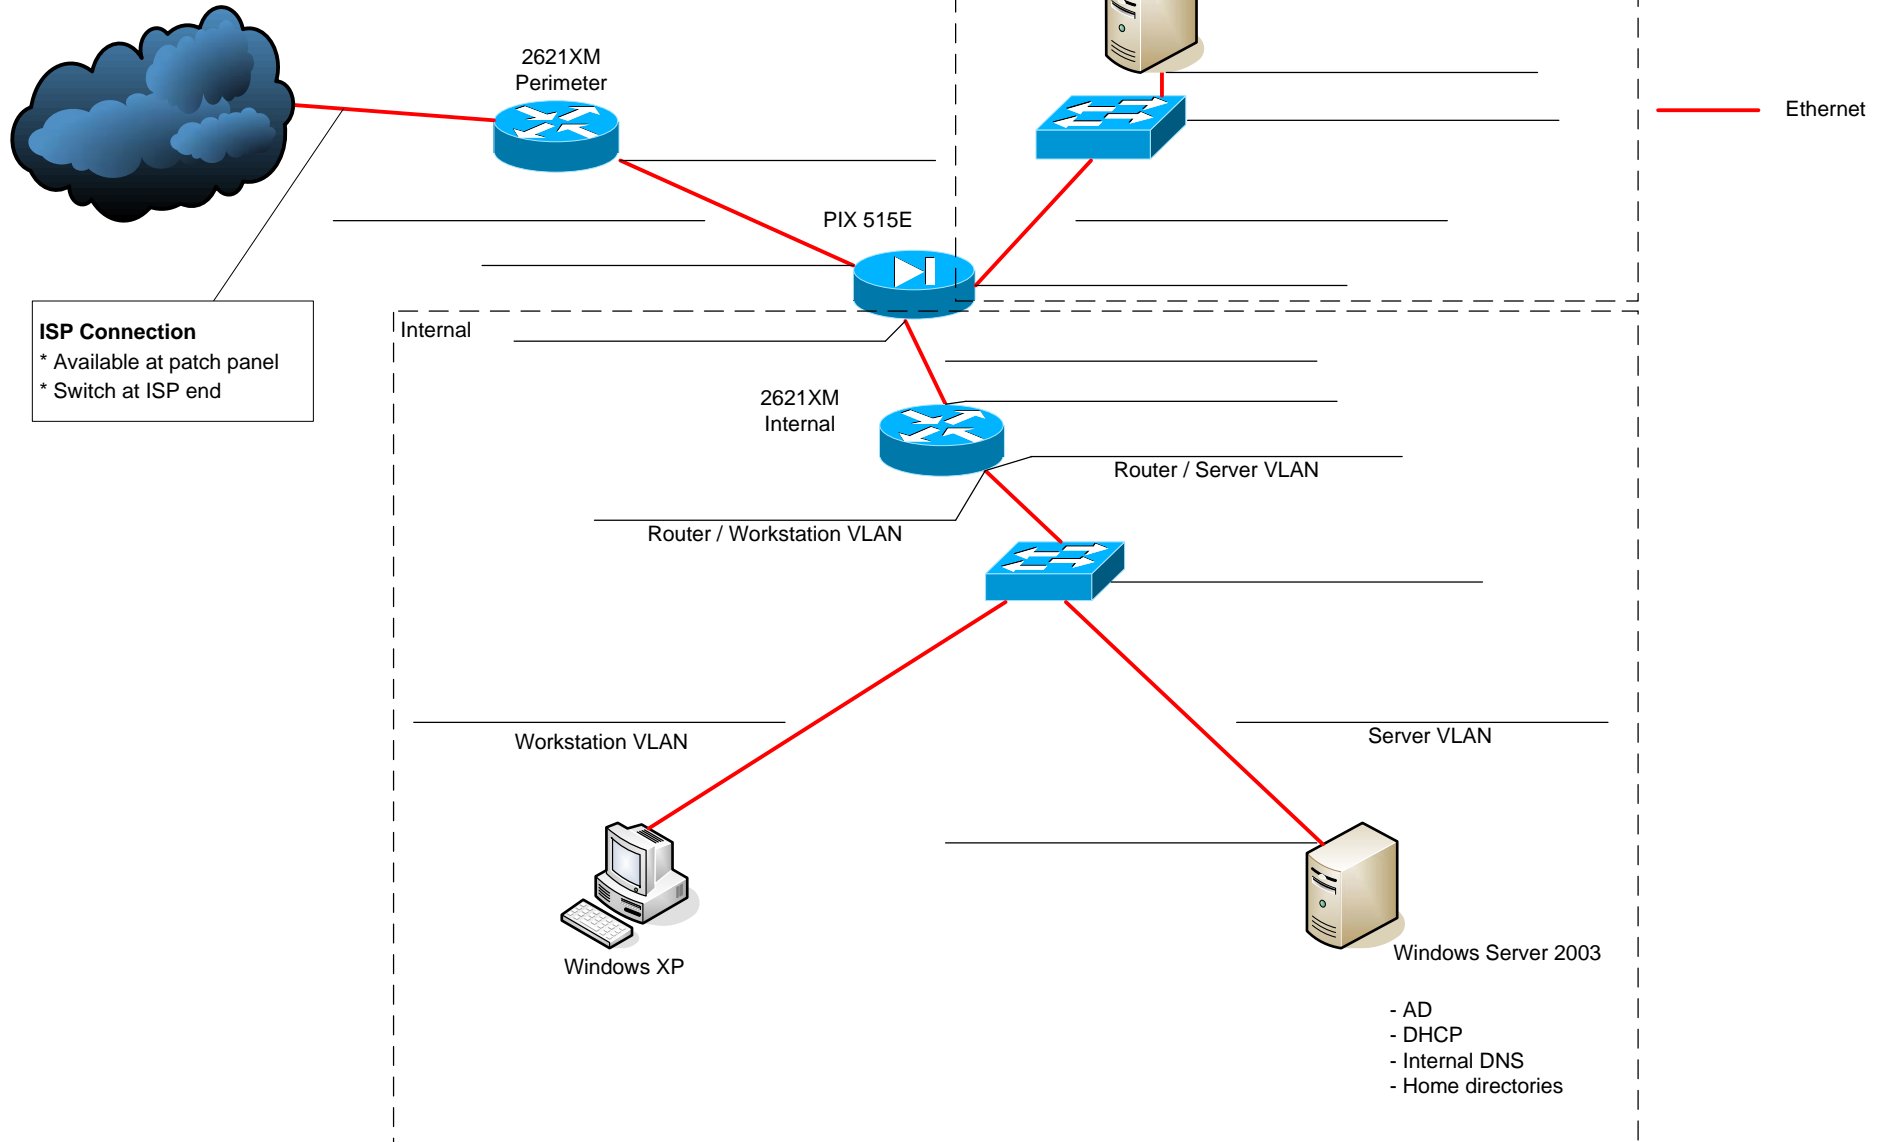 2621XM
Perimeter
Ethernet
PIX 515E
ISP Connection
* Available at patch panel
* Switch at ISP end
Internal
2621XM
Internal
Router / Server VLAN
Router / Workstation VLAN
Workstation VLAN
Server VLAN
Windows XP
Windows Server 2003
- AD
- DHCP
- Internal DNS
- Home directories